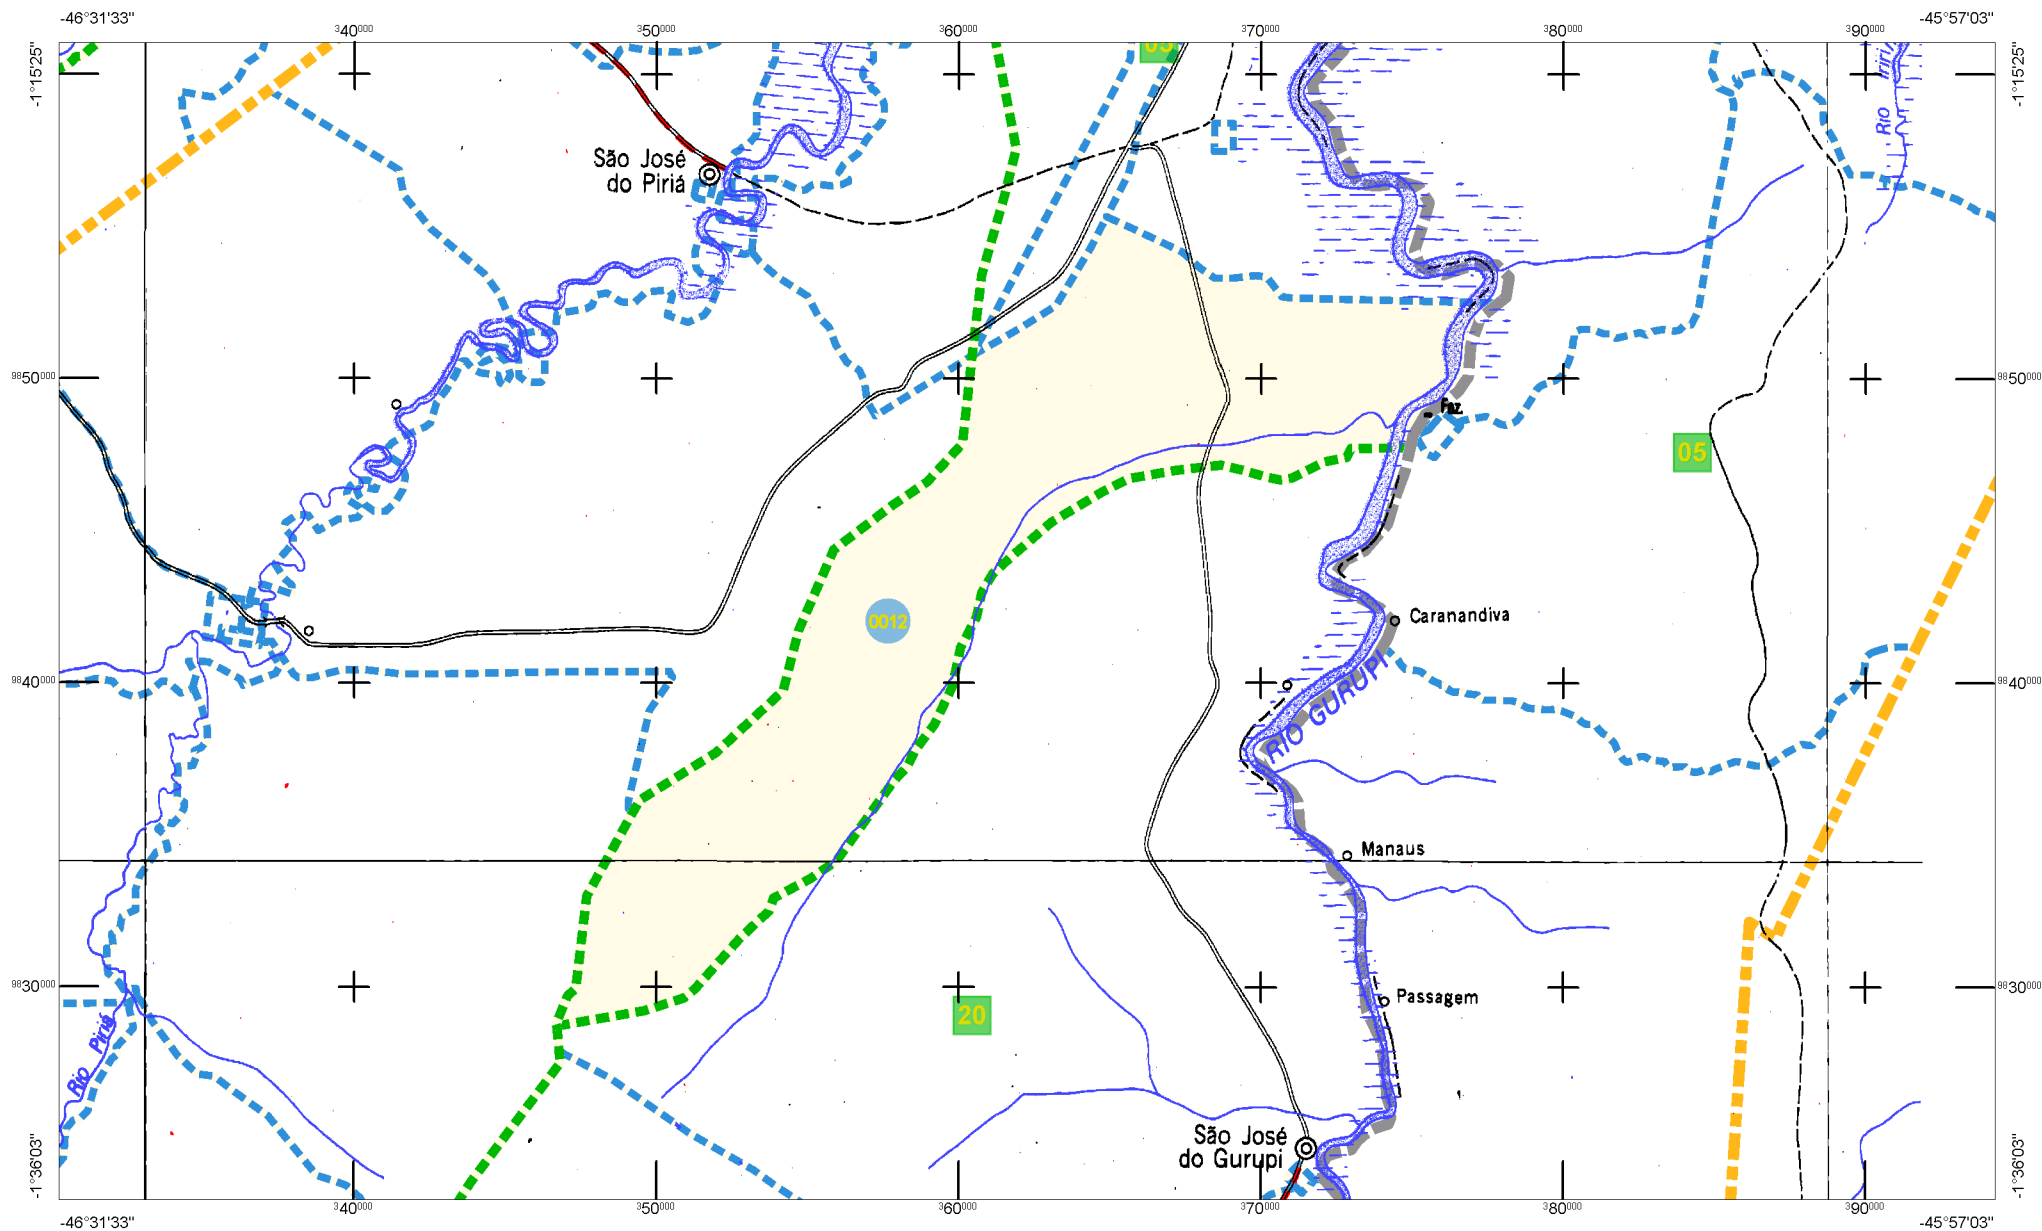 -46°31'33" -45°57'03"
340000 350000 360000 370000 380000 390000
-1°15'25" -1°15'25"
05
Rio Iriri
São José
do Piriá
9850000 9850000
Faz.
05
0012
Caranandiva
9840000 9840000
RIO GURUPI
Manaus
9830000 9830000
Passagem
20
Rio Piriá
São José
do Gurupi
-1°36'03" -1°36'03"
340000 350000 360000 370000 380000 390000
-46°31'33" -45°57'03"